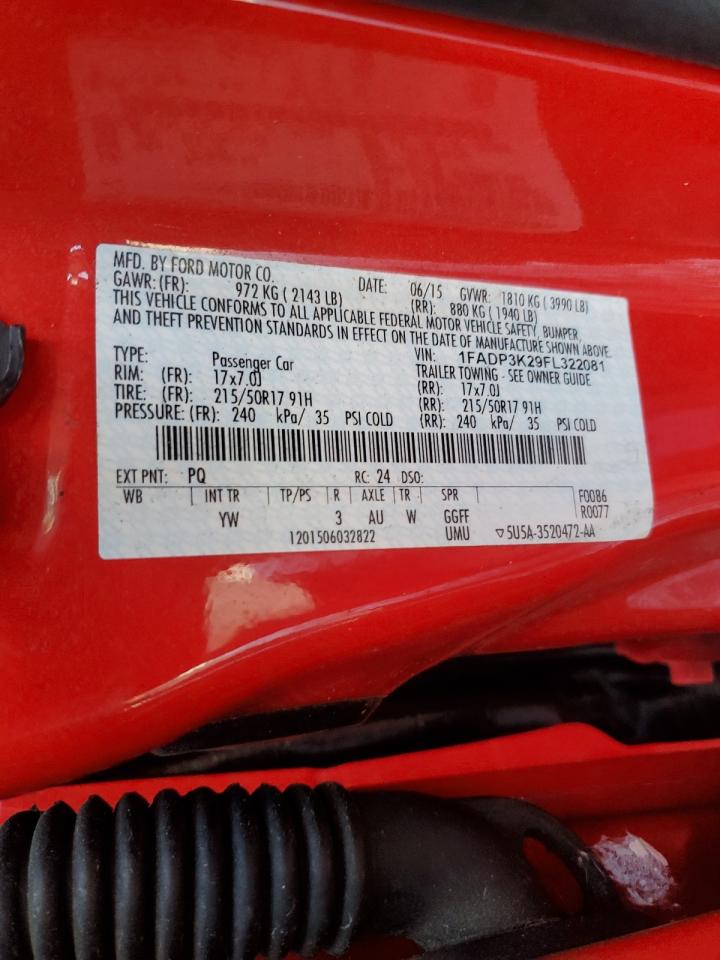 MFD. BY FORD MOTOR CO. DATE: 06/15 GVWR: 1810 KG ( 3990 LB)
GAWR: (FR): 972 KG ( 2143 LB) (RR): 880 KG ( 1940 LB)
THIS VEHICLE CONFORMS TO ALL APPLICABLE FEDERAL MOTOR VEHICLE SAFETY, BUMPER,
AND THEFT PREVENTION STANDARDS IN EFFECT ON THE DATE OF MANUFACTURE SHOWN ABOVE.
VIN: 1FADP3K29FL322081
TYPE: Passenger Car TRAILER TOWING - SEE OWNER GUIDE
RIM: (FR): 17x7.0J (RR): 17x7.0J
TIRE: (FR): 215/50R17 91H (RR): 215/50R17 91H
PRESSURE: (FR): 240 kPa/ 35 PSI COLD (RR): 240 kPa/ 35 PSI COLD
EXT PNT: PQ RC: 24 DSO:
WB INT TR TP/PS R AXLE TR SPR F0086
YW 3 AU W GGFF R0077
1201506032822 UMU ▽5U5A-3520472-AA